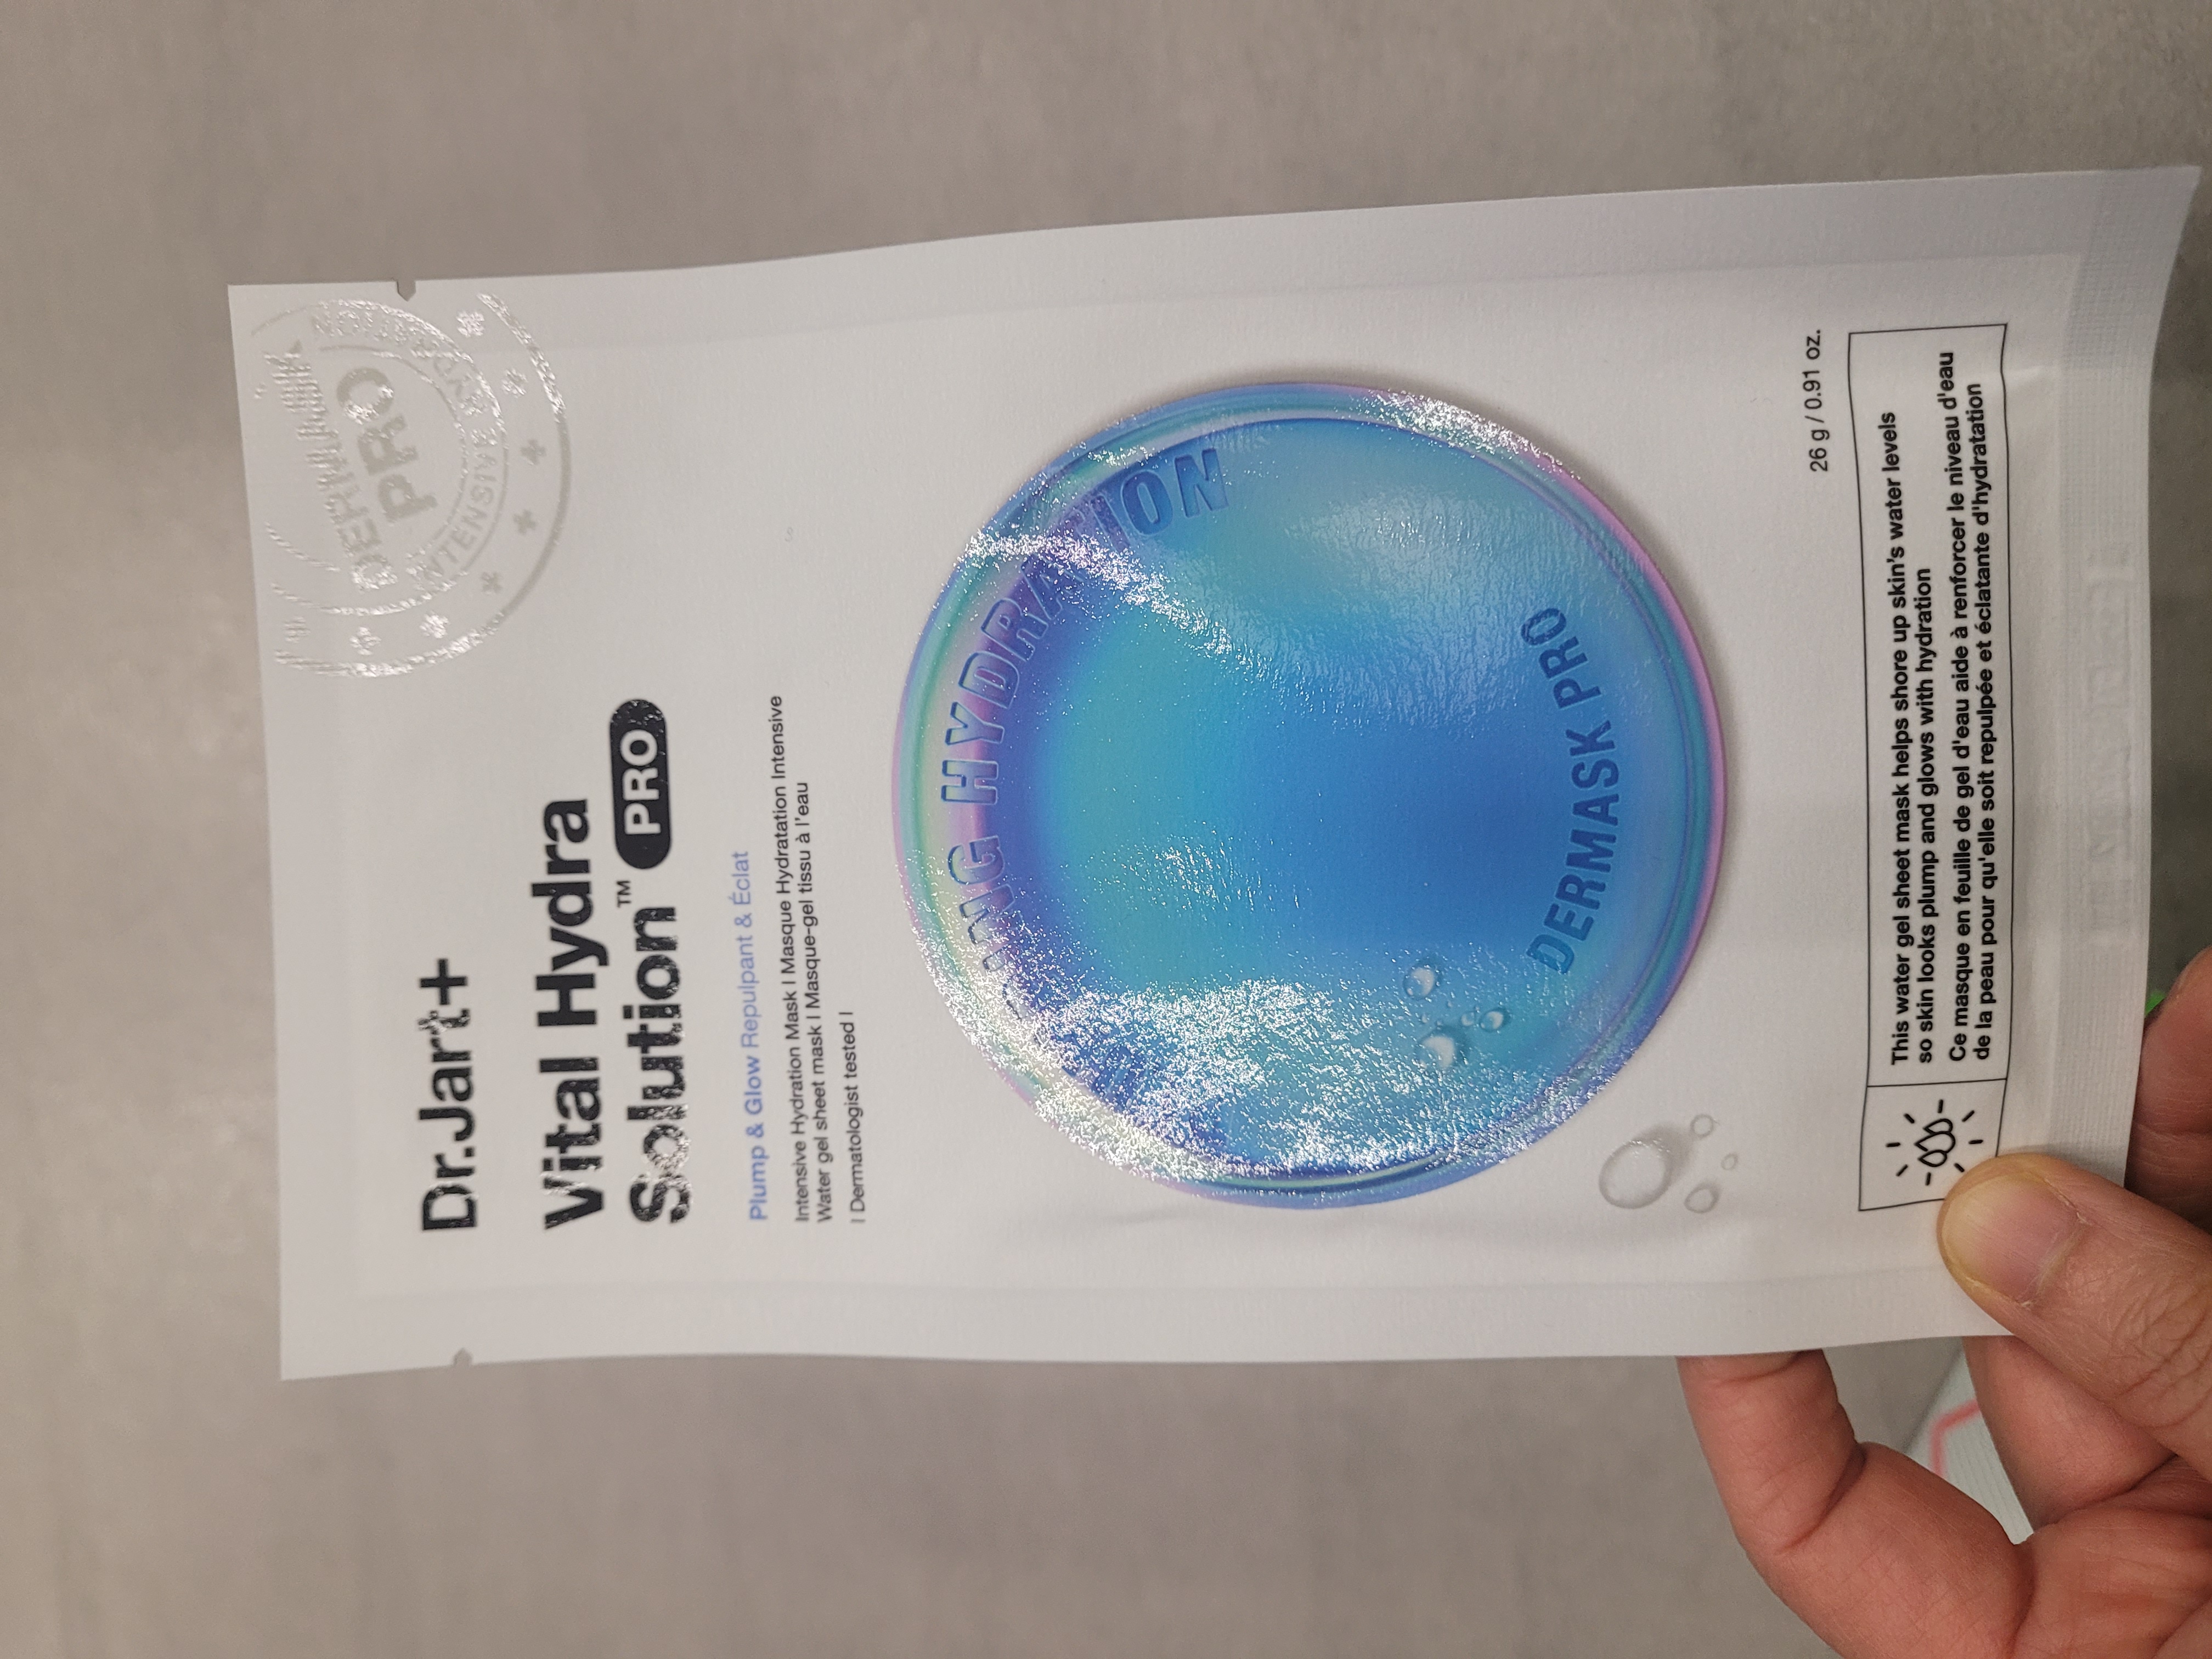 DERMASK
PRO
INTENSIVE HYD
Dr.Jart+
Vital Hydra
Solution™ PRO
Plump & Glow Repulpant & Éclat
Intensive Hydration Mask I Masque Hydratation Intensive
Water gel sheet mask I Masque-gel tissu à l'eau
I Dermatologist tested I
HYDRATION
DERMASK PRO
26 g / 0.91 oz.
This water gel sheet mask helps shore up skin's water levels
so skin looks plump and glows with hydration
Ce masque en feuille de gel d'eau aide à renforcer le niveau d'eau
de la peau pour qu'elle soit repulpée et éclatante d'hydratation